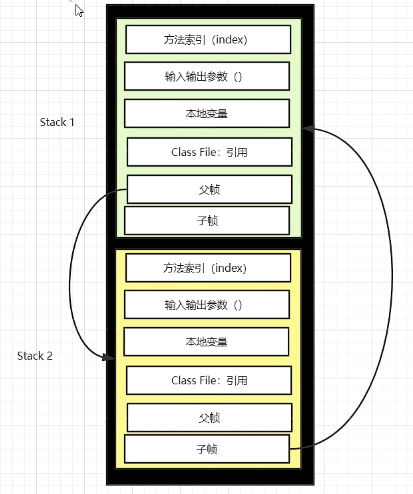 方法索引（index）
输入输出参数（）
Stack 1
本地变量
Class File：引用
父帧
子帧
方法索引（index）
输入输出参数（）
本地变量
Stack 2
Class File：引用
父帧
子帧